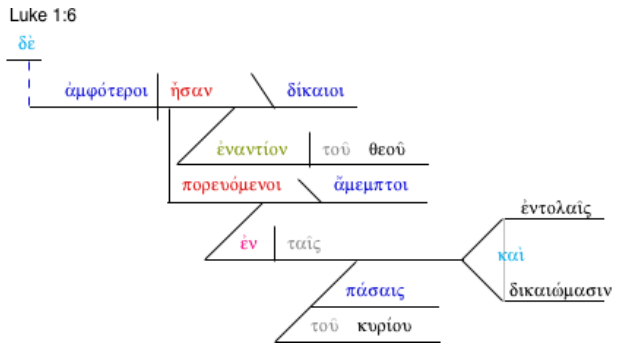 Luke 1:6
δὲ
ἀμφότεροι ἦσαν δίκαιοι
ἐναντίον τοῦ θεοῦ
πορευόμενοι ἄμεμπτοι
ἐντολαῖς
ἐν ταῖς καὶ
πάσαις δικαιώμασιν
τοῦ κυρίου